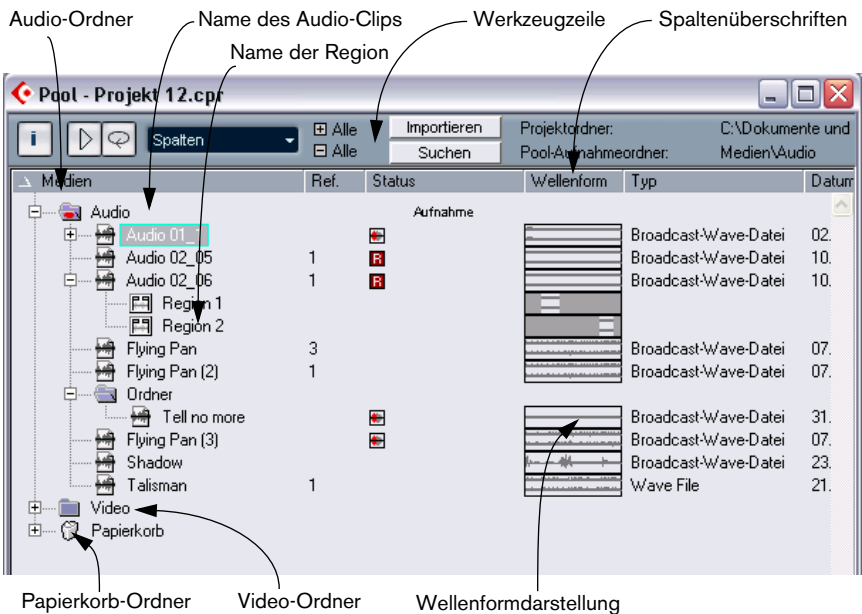 Audio-Ordner Name des Audio-Clips Werkzeugzeile Spaltenüberschriften
Name der Region
Pool - Projekt 12.cpr
i Spalten Alle Importieren Projektordner: C:\Dokumente und
Alle Suchen Pool-Aufnahmeordner: Medien\Audio
Medien Ref. Status Wellenform Typ Datum
Audio Aufnahme
Broadcast-Wave-Datei 02.
Audio 02_05 1 R Broadcast-Wave-Datei 10.
Audio 02_06 1 R Broadcast-Wave-Datei 10.
Region 1
Region 2
Flying Pan 3 Broadcast-Wave-Datei 07.
Flying Pan (2) 1 Broadcast-Wave-Datei 07.
Ordner
Tell no more Broadcast-Wave-Datei 31.
Flying Pan (3) Broadcast-Wave-Datei 07.
Shadow Broadcast-Wave-Datei 23.
Talisman 1 Wave File 21.
Video
Papierkorb
Papierkorb-Ordner Video-Ordner Wellenformdarstellung